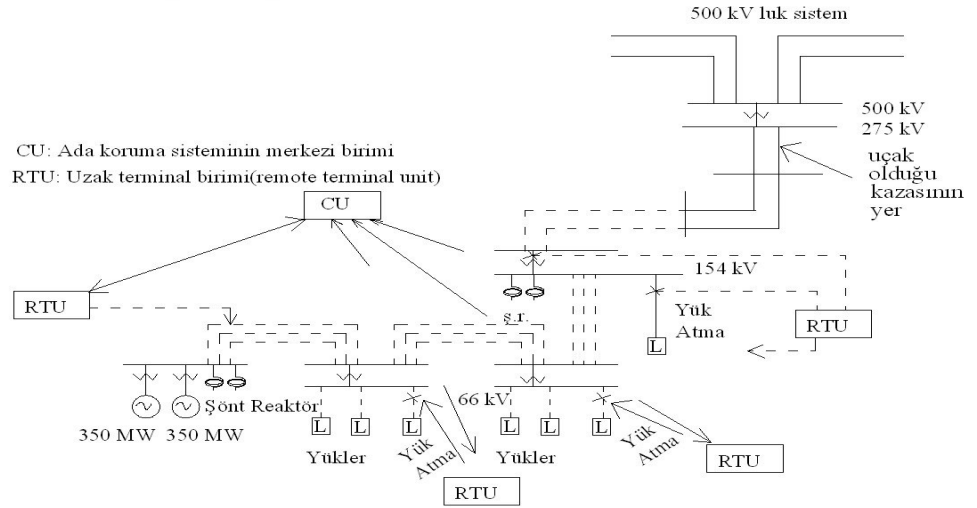 500 kV luk sistem
500 kV
275 kV
uçak
olduğu
kazasının
yer
CU: Ada koruma sisteminin merkezi birimi
RTU: Uzak terminal birimi(remote terminal unit)
CU
154 kV
RTU
ş.r.
Yük
Atma
RTU
L
Şönt Reaktör
350 MW
350 MW
66 kV
L
L
L
L
L
L
Yükler
Yük
Atma
Yükler
Yük
Atma
RTU
RTU